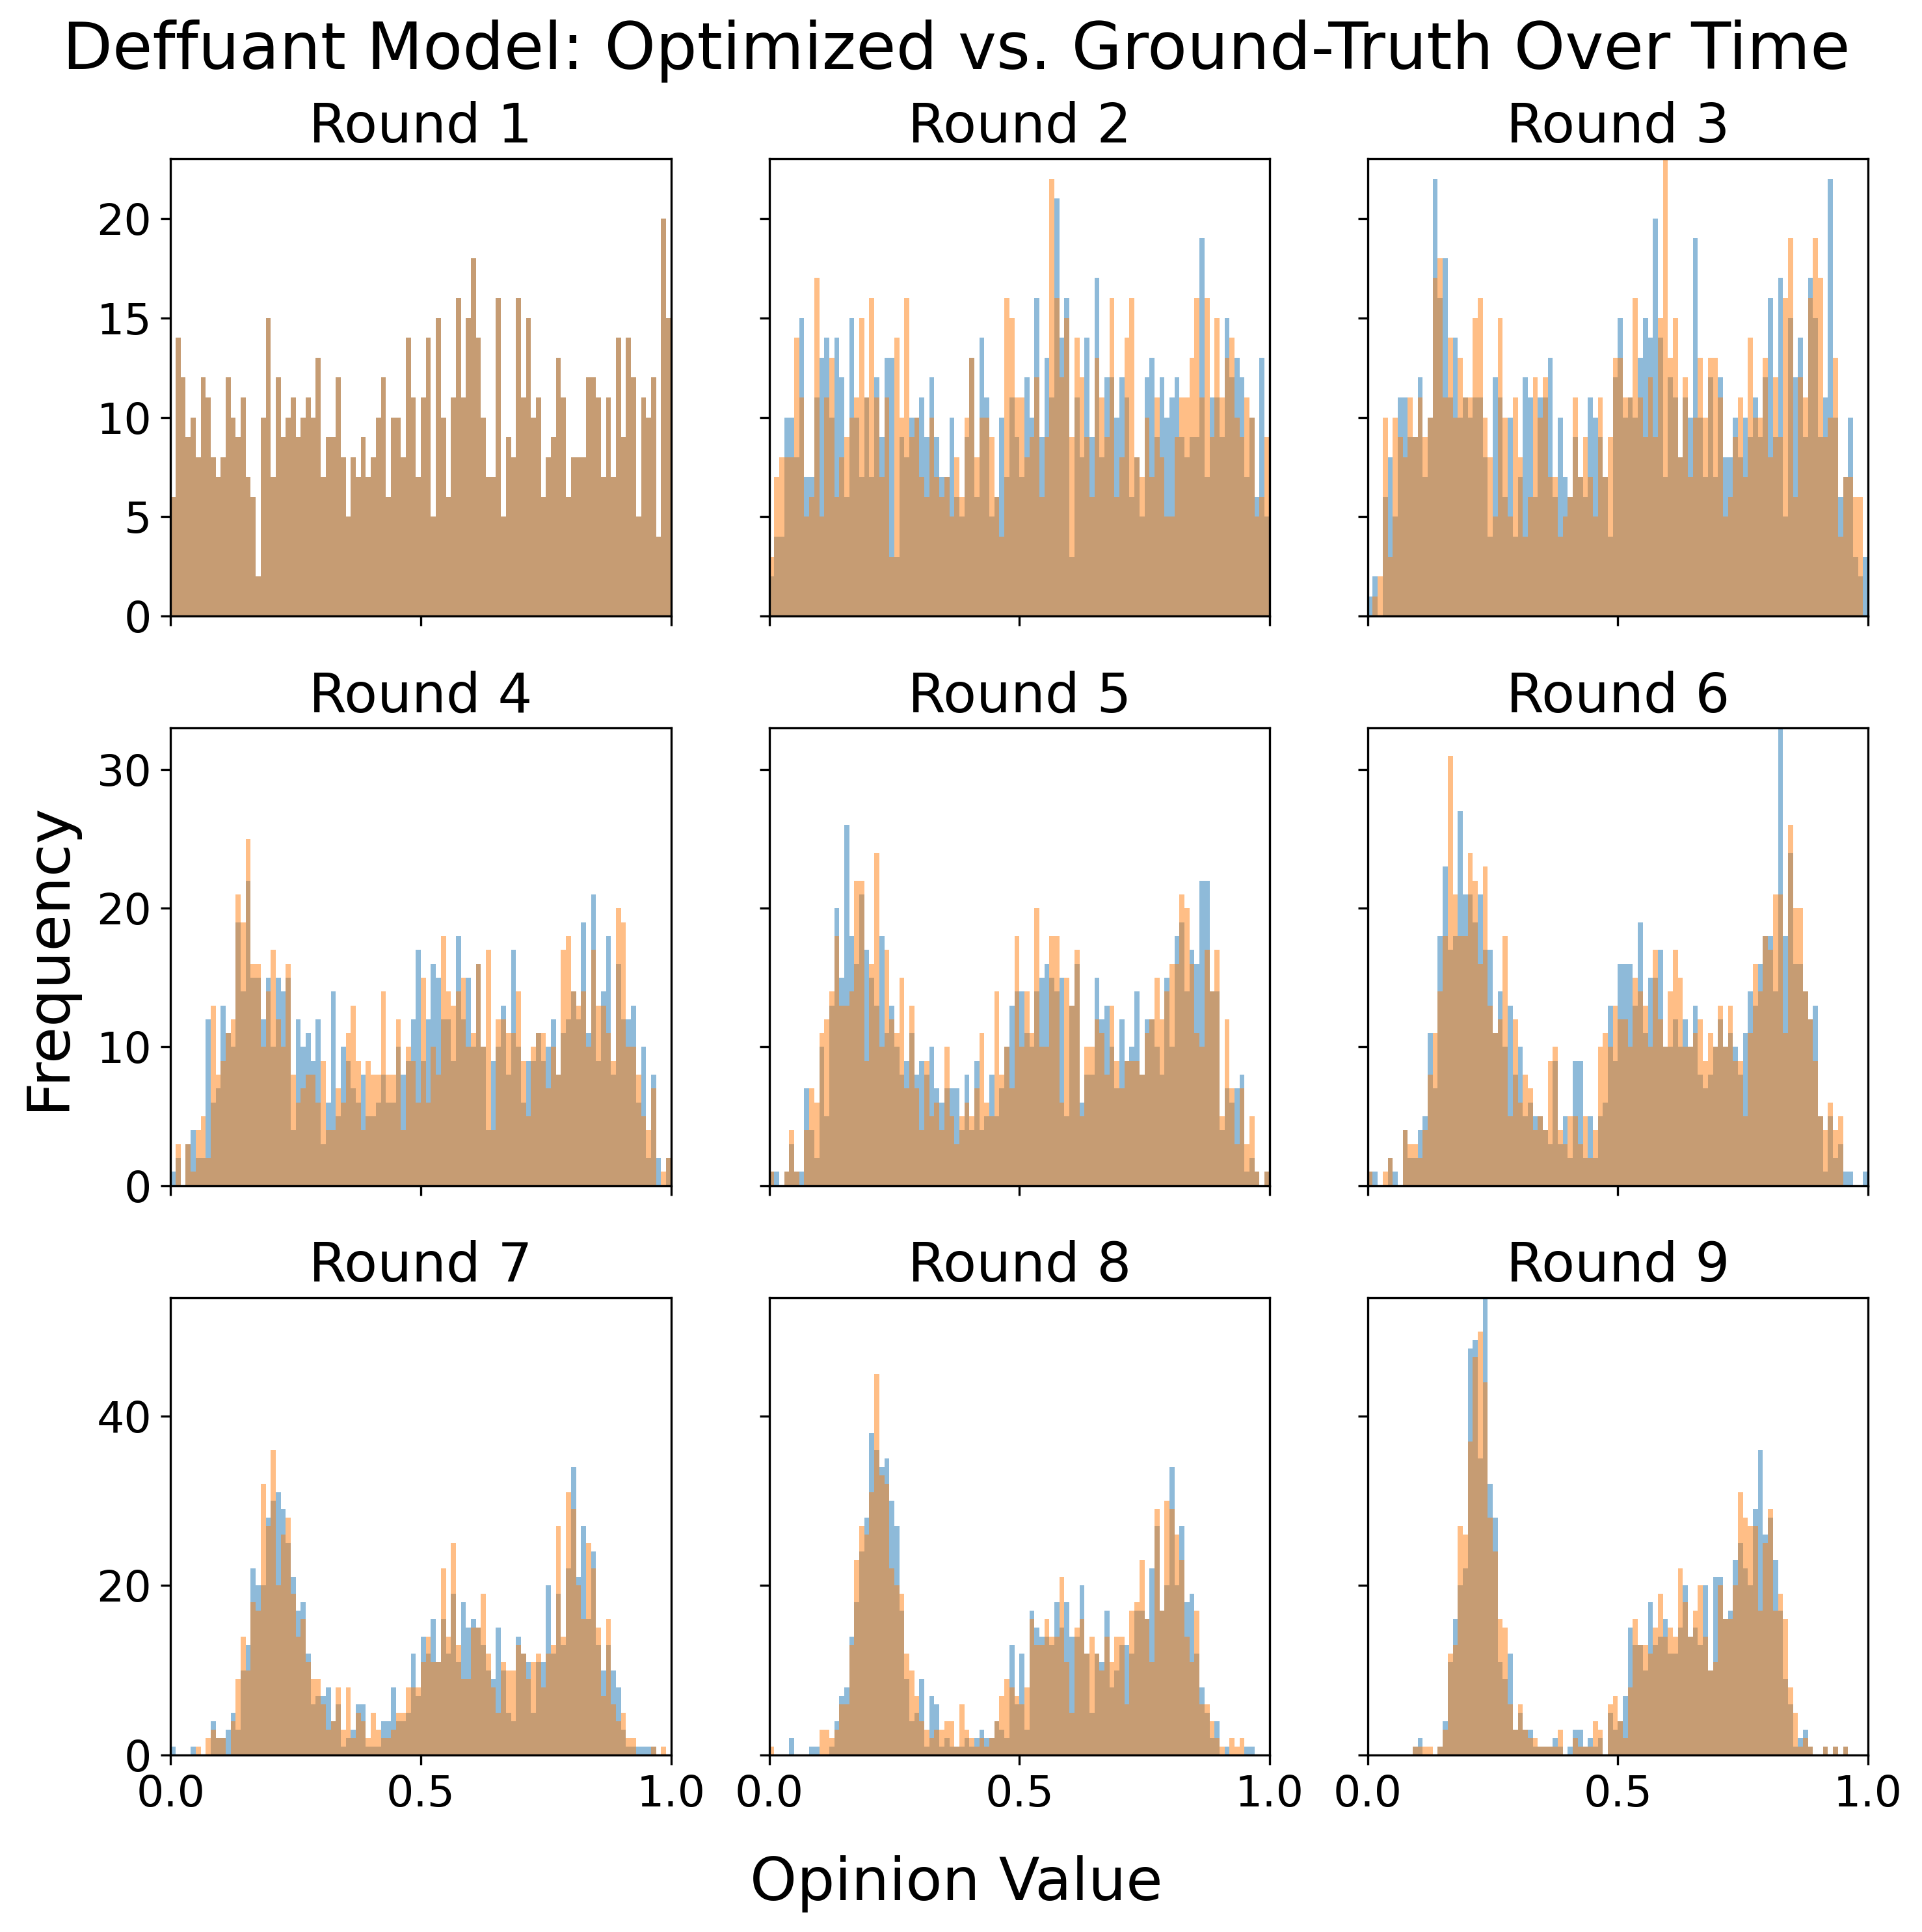 Deffuant Model: Optimized vs. Ground-Truth Over Time
Round 1
Round 2
Round 3
20
15
10
5
0
Round 4
Round 5
Round 6
30
20
10
0
Frequency
Round 7
Round 8
Round 9
40
20
0
0.0 0.5 1.0 0.0 0.5 1.0 0.0 0.5 1.0
Opinion Value